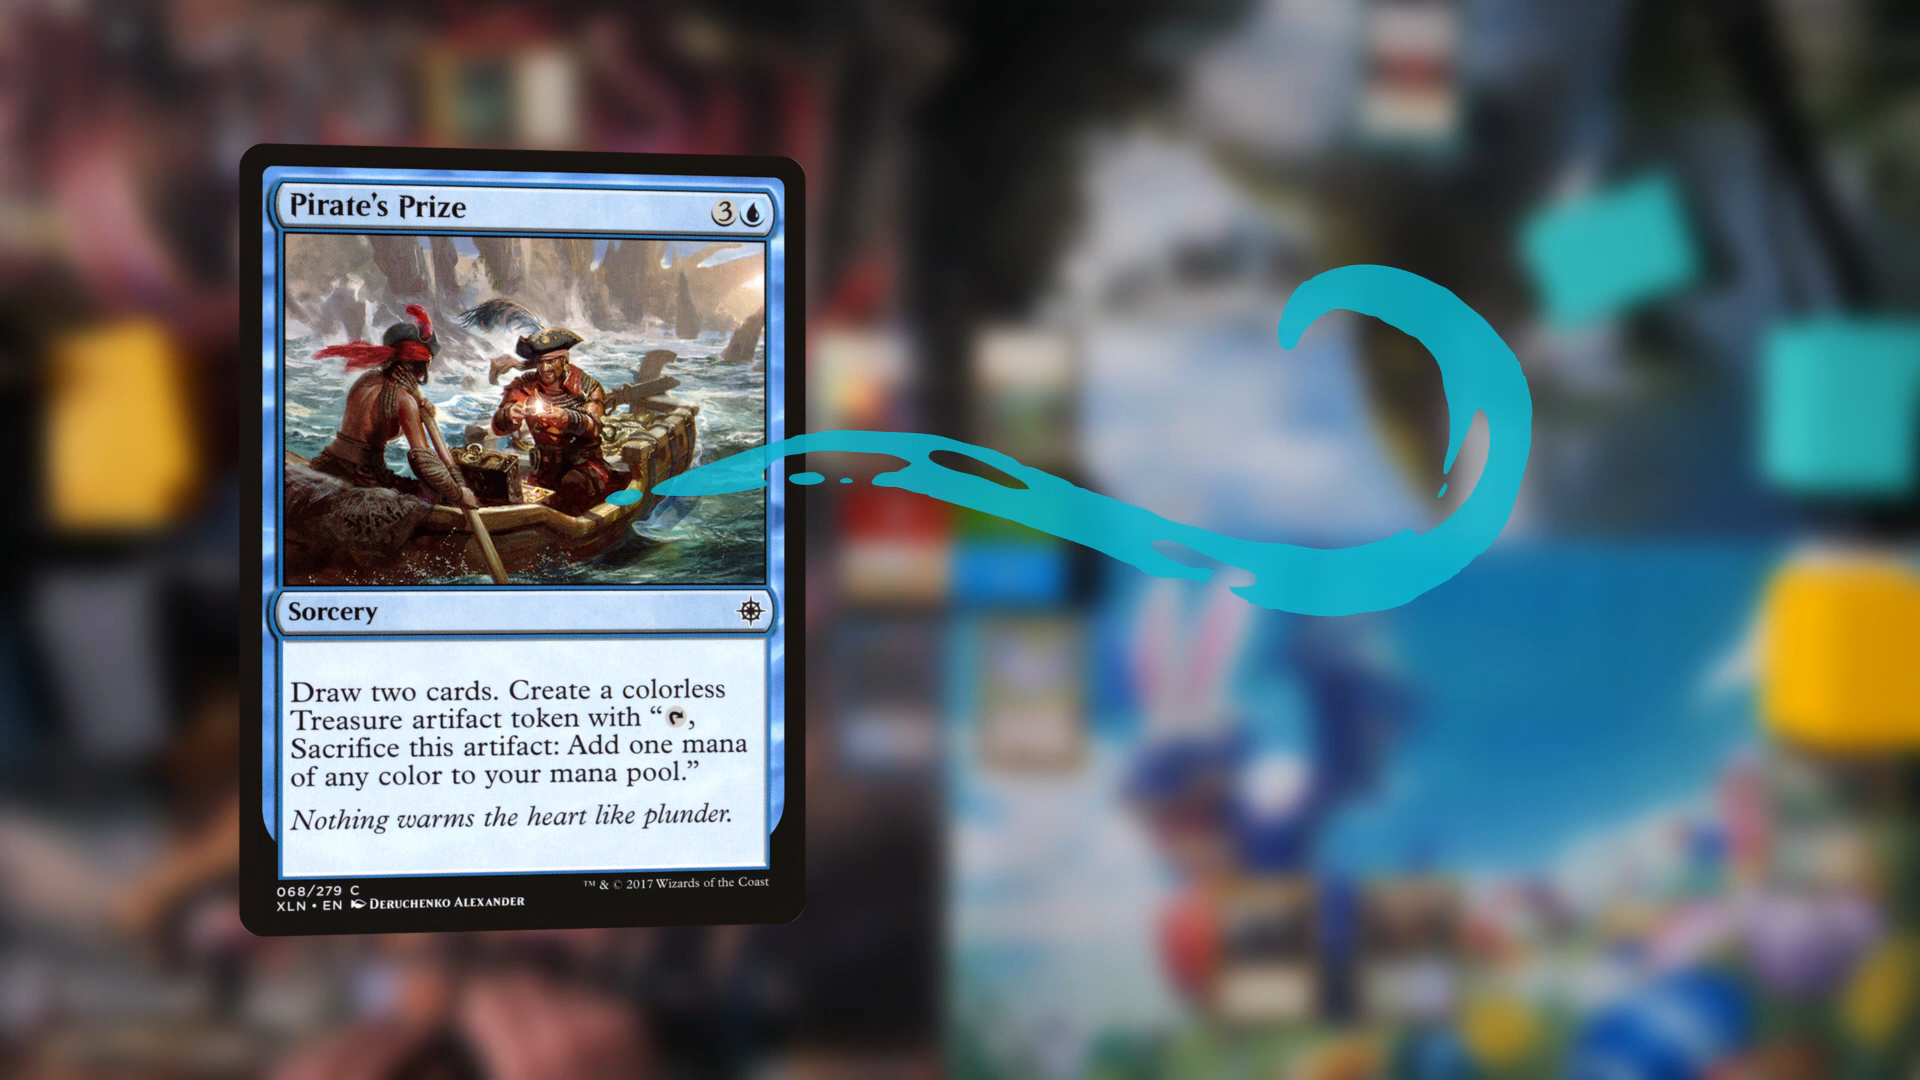 Pirate's Prize
3
Sorcery
Draw two cards. Create a colorless
Treasure artifact token with “ ,
Sacrifice this artifact: Add one mana
of any color to your mana pool.”
Nothing warms the heart like plunder.
068/279 C
™ & © 2017 Wizards of the Coast
XLN • EN Deruchenko Alexander